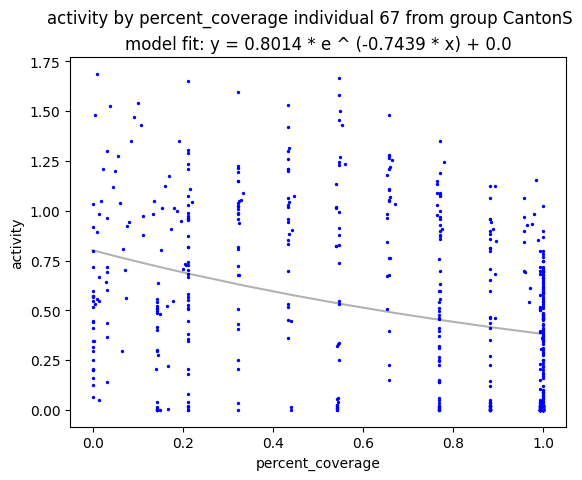 activity by percent_coverage individual 67 from group CantonS
model fit: y = 0.8014 * e ^ (-0.7439 * x) + 0.0
1.75
1.50
1.25
1.00
0.75
0.50
0.25
0.00
activity
0.0 0.2 0.4 0.6 0.8 1.0
percent_coverage